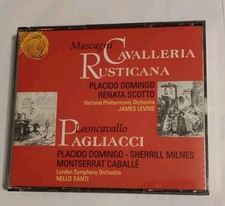 Mascagni
CAVALLERIA
RUSTICANA
PLACIDO DOMINGO
RENATA SCOTTO
National Philharmonic Orchestra
JAMES LEVINE
Leoncavallo
PAGLIACCI
PLACIDO DOMINGO - SHERRILL MILNES
MONTSERRAT CABALLÉ
London Symphony Orchestra
NELLO SANTI